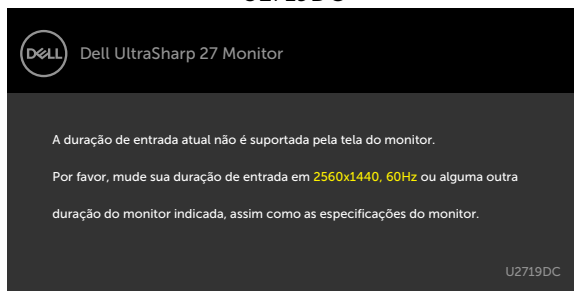 U2719DC
DELL
Dell UltraSharp 27 Monitor
A duração de entrada atual não é suportada pela tela do monitor.
Por favor, mude sua duração de entrada em 2560x1440, 60Hz ou alguma outra
duração do monitor indicada, assim como as especificações do monitor.
U2719DC